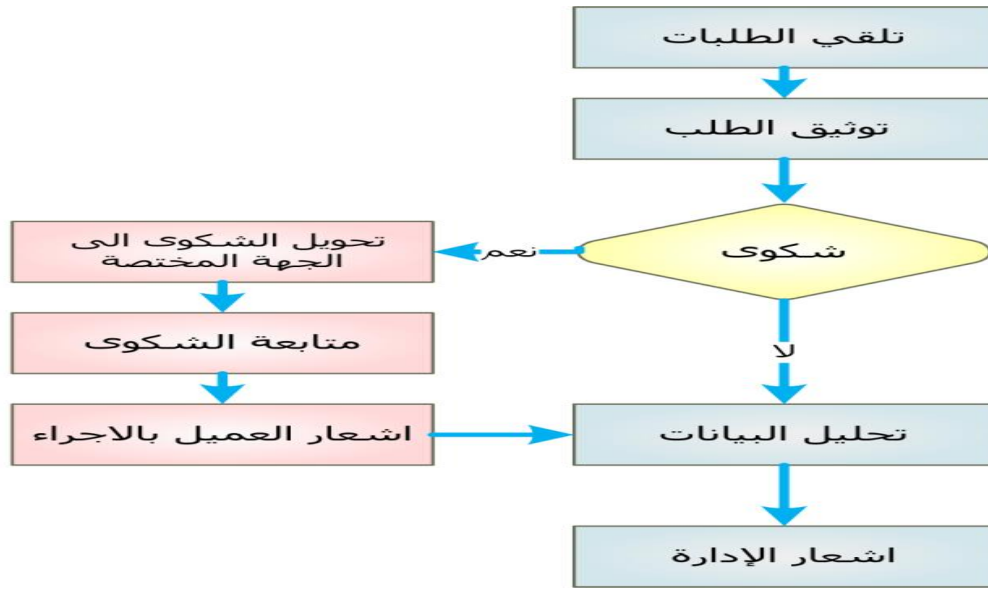 تلقي الطلبات
توثيق الطلب
شكوى
نعم
تحويل الشكوى الى
الجهة المختصة
متابعة الشكوى
اشعار العميل بالاجراء
لا
تحليل البيانات
اشعار الإدارة